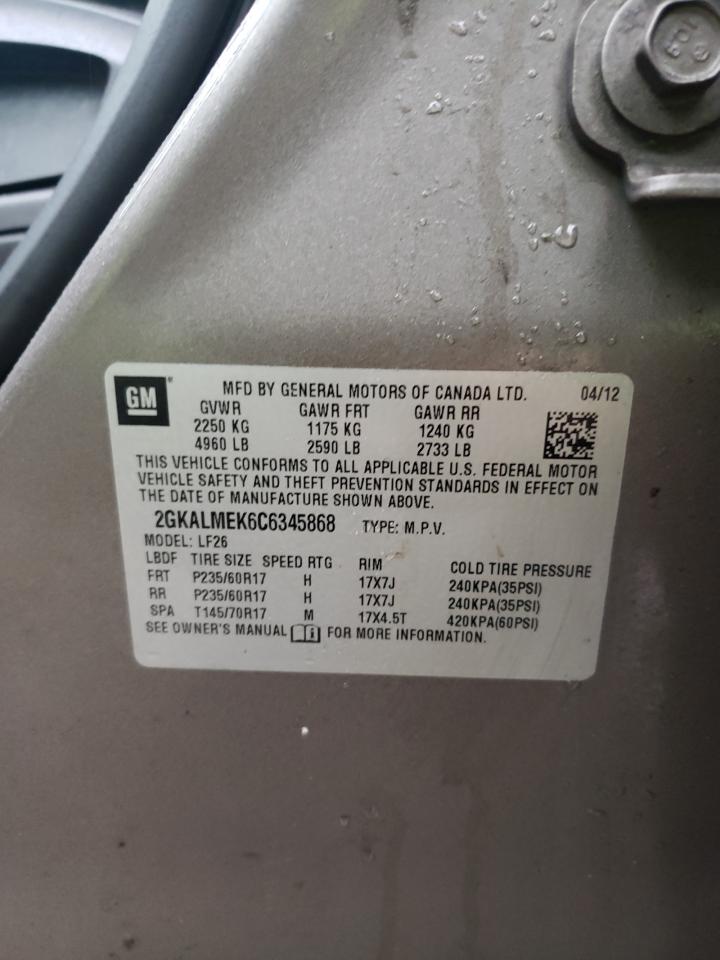 GM ® MFD BY GENERAL MOTORS OF CANADA LTD. 04/12
GVWR GAWR FRT GAWR RR
2250 KG 1175 KG 1240 KG
4960 LB 2590 LB 2733 LB
THIS VEHICLE CONFORMS TO ALL APPLICABLE U.S. FEDERAL MOTOR
VEHICLE SAFETY AND THEFT PREVENTION STANDARDS IN EFFECT ON
THE DATE OF MANUFACTURE SHOWN ABOVE.
2GKALMEK6C6345868 TYPE: M.P.V.
MODEL: LF26
LBDF TIRE SIZE SPEED RTG RIM COLD TIRE PRESSURE
FRT P235/60R17 H 17X7J 240KPA(35PSI)
RR P235/60R17 H 17X7J 240KPA(35PSI)
SPA T145/70R17 M 17X4.5T 420KPA(60PSI)
SEE OWNER'S MANUAL FOR MORE INFORMATION.